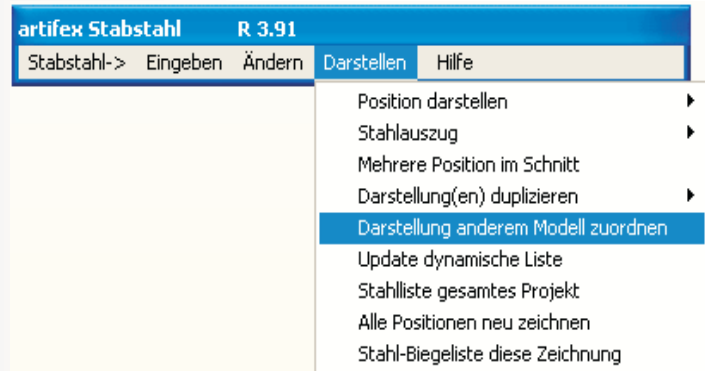 artifex Stabstahl R 3.91
Stabstahl-> Eingeben Ändern Darstellen Hilfe
Position darstellen
Stahlauszug
Mehrere Position im Schnitt
Darstellung(en) duplizieren
Darstellung anderem Modell zuordnen
Update dynamische Liste
Stahlliste gesamtes Projekt
Alle Positionen neu zeichnen
Stahl-Biegeliste diese Zeichnung